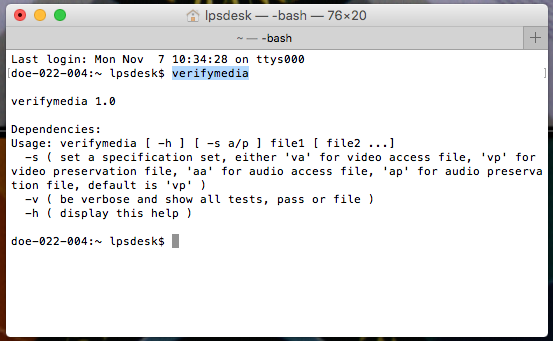 lpsdesk — -bash — 76×20
~ — -bash
Last login: Mon Nov  7 10:34:28 on ttys000
[doe-022-004:~ lpsdesk$ verifymedia ]

verifymedia 1.0

Dependencies:
Usage: verifymedia [ -h ] [ -s a/p ] file1 [ file2 ...]
  -s ( set a specification set, either 'va' for video access file, 'vp' for
video preservation file, 'aa' for audio access file, 'ap' for audio preserva
tion file, default is 'vp' )
  -v ( be verbose and show all tests, pass or file )
  -h ( display this help )

doe-022-004:~ lpsdesk$